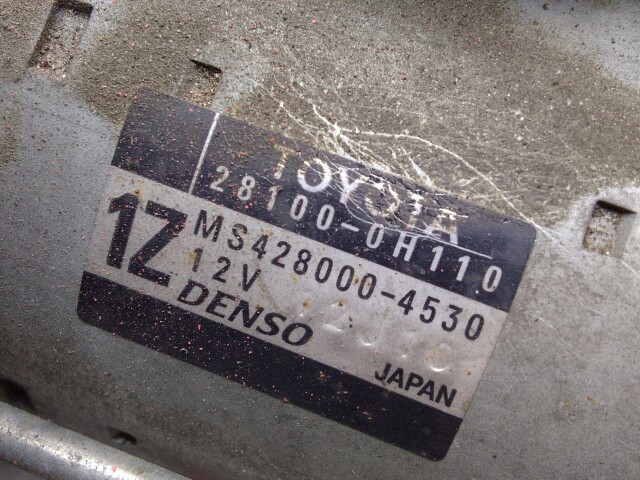 TOYOTA
28100-0H110
1Z
MS428000-4530
12V
DENSO
JAPAN